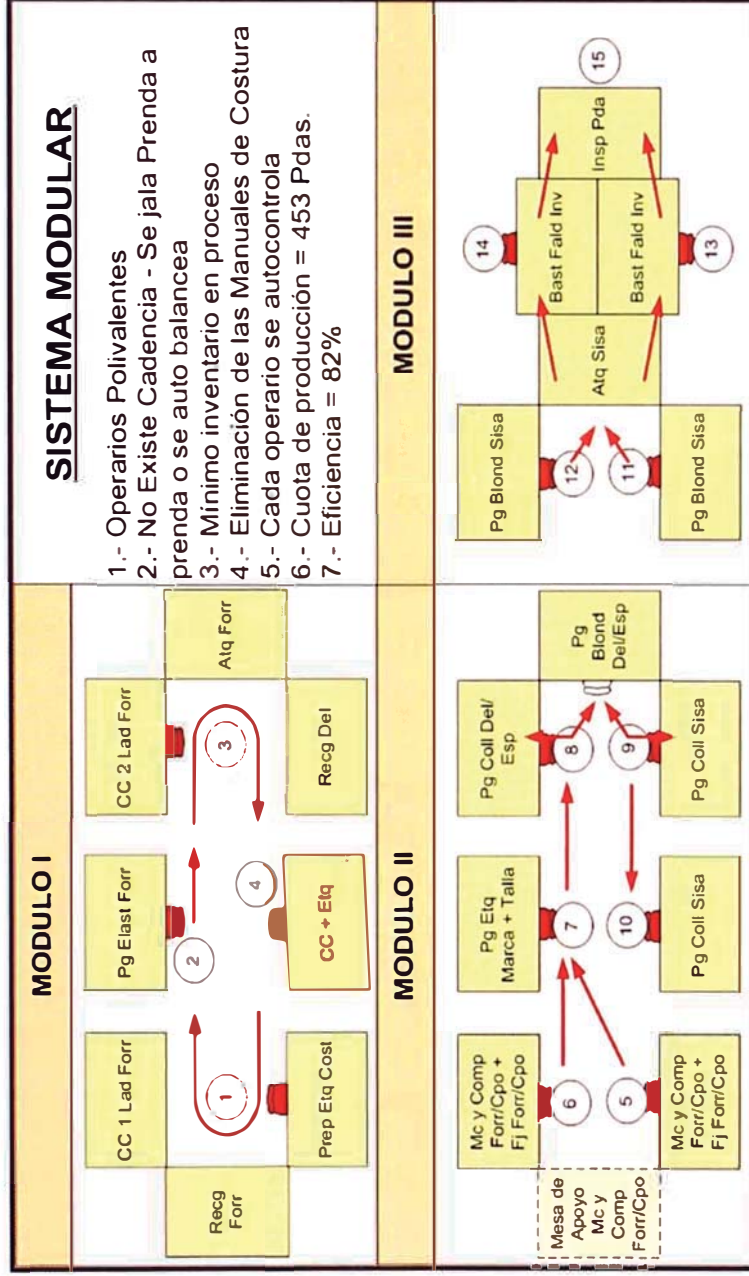 MODULO I
CC 1 Lad Forr
Pg Elast Forr
CC 2 Lad Forr
Recg
Forr
1
2
3
4
Atq Forr
Prep Etq Cost
CC + Etq
Recg Del
SISTEMA MODULAR
1.- Operarios Polivalentes
2.- No Existe Cadencia - Se jala Prenda a
prenda o se auto balancea
3.- Mínimo inventario en proceso
4.- Eliminación de las Manuales de Costura
5.- Cada operario se autocontrola
6.- Cuota de producción = 453 Pdas.
7.- Eficiencia = 82%
MODULO II
Mc y Comp
Forr/Cpo +
Fj Forr/Cpo
Pg Etq
Marca + Talla
Pg Coll Del/
Esp
Mesa de
Apoyo
Mc y
Comp
Forr/Cpo
6
7
8
5
10
9
Pg
Blond
Del/Esp
Mc y Comp
Forr/Cpo +
Fj Forr/Cpo
Pg Coll Sisa
Pg Coll Sisa
MODULO III
Pg Blond Sisa
12
11
Pg Blond Sisa
Atq Sisa
14
Bast Fald Inv
Bast Fald Inv
13
Insp Pda
15